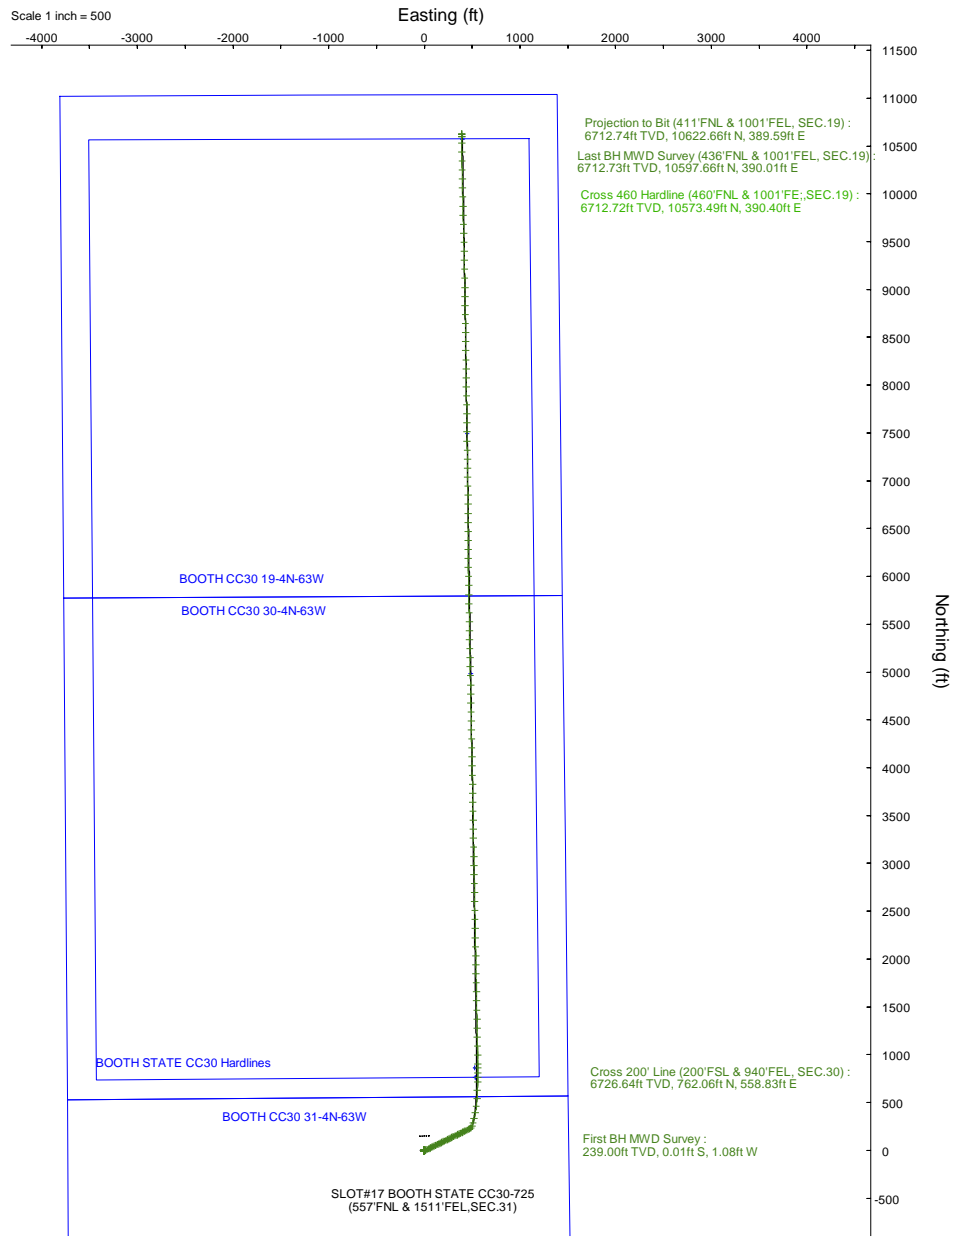 Scale 1 inch = 500
Easting (ft)
-4000 -3000 -2000 -1000 0 1000 2000 3000 4000
11500
11000
10500
10000
9500
9000
8500
8000
7500
7000
6500
6000
5500
5000
4500
4000
3500
3000
2500
2000
1500
1000
500
0
-500
Northing (ft)
Projection to Bit (411'FNL & 1001'FEL, SEC.19) :
6712.74ft TVD, 10622.66ft N, 389.59ft E
Last BH MWD Survey (436'FNL & 1001'FEL, SEC.19) :
6712.73ft TVD, 10597.66ft N, 390.01ft E
Cross 460 Hardline (460'FNL & 1001'FE;,SEC.19) :
6712.72ft TVD, 10573.49ft N, 390.40ft E
BOOTH CC30 19-4N-63W
BOOTH CC30 30-4N-63W
BOOTH STATE CC30 Hardlines
Cross 200' Line (200'FSL & 940'FEL, SEC.30) :
6726.64ft TVD, 762.06ft N, 558.83ft E
BOOTH CC30 31-4N-63W
First BH MWD Survey :
239.00ft TVD, 0.01ft S, 1.08ft W
SLOT#17 BOOTH STATE CC30-725
(557'FNL & 1511'FEL,SEC.31)